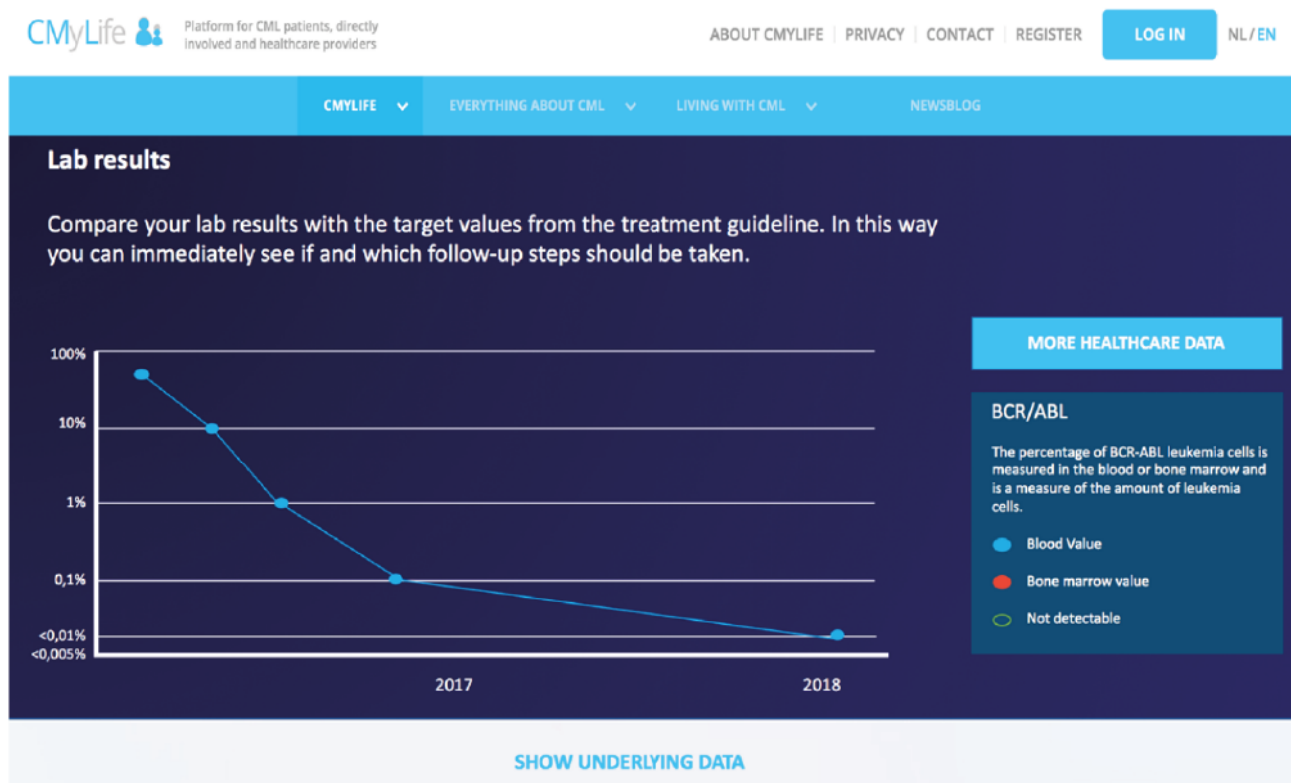 CMyLife
Platform for CML patients, directly
involved and healthcare providers
ABOUT CMYLIFE | PRIVACY | CONTACT | REGISTER
LOG IN
NL/EN
CMYLIFE
EVERYTHING ABOUT CML
LIVING WITH CML
NEWSBLOG
Lab results
Compare your lab results with the target values from the treatment guideline. In this way
you can immediately see if and which follow-up steps should be taken.
100%
10%
1%
0,1%
<0,01%
<0,005%
2017
2018
MORE HEALTHCARE DATA
BCR/ABL
The percentage of BCR-ABL leukemia cells is
measured in the blood or bone marrow and
is a measure of the amount of leukemia
cells.
Blood Value
Bone marrow value
Not detectable
SHOW UNDERLYING DATA